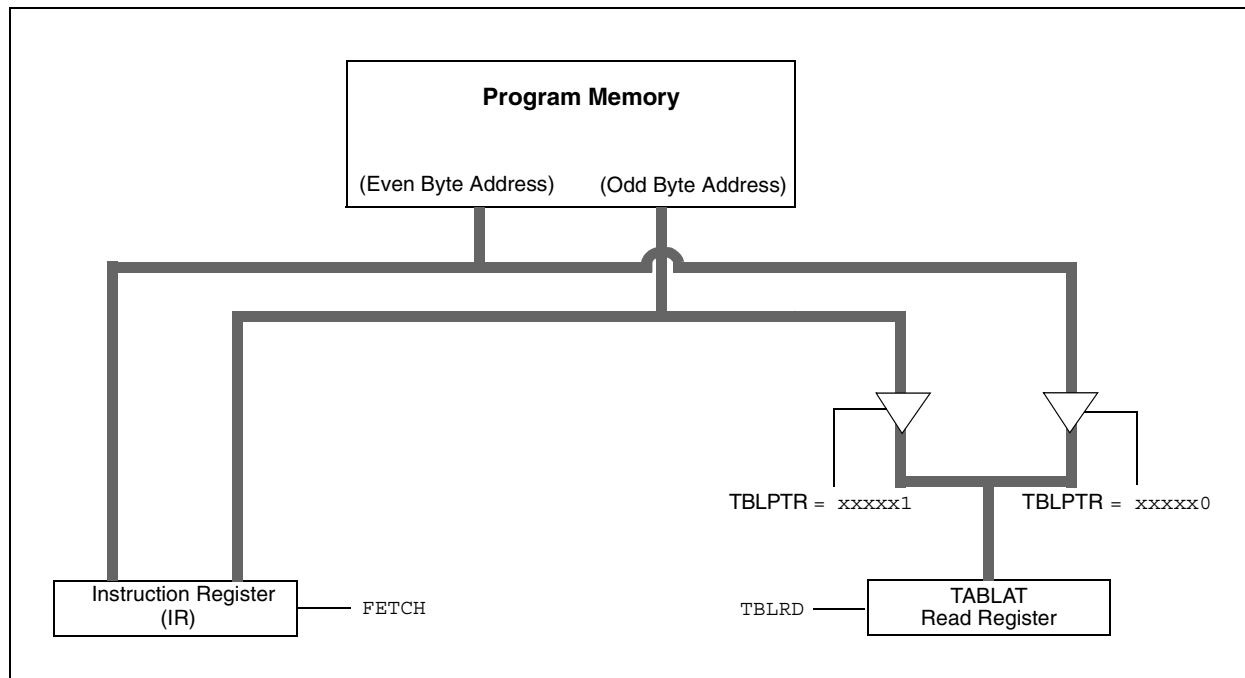 Program Memory
(Even Byte Address) (Odd Byte Address)
TBLPTR = xxxxx1 TBLPTR = xxxxx0
Instruction Register
(IR)
FETCH
TBLRD
TABLAT
Read Register